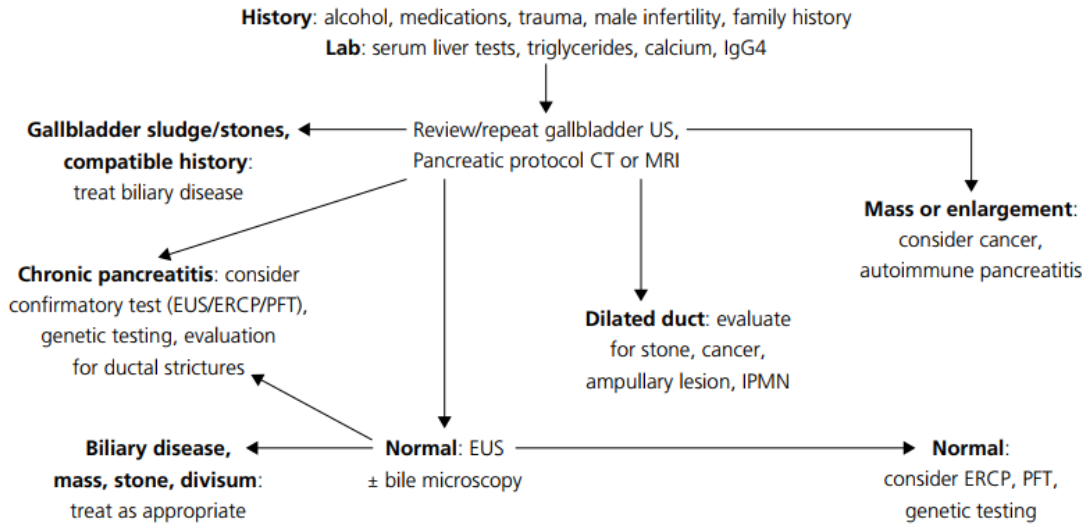 History: alcohol, medications, trauma, male infertility, family history
Lab: serum liver tests, triglycerides, calcium, IgG4
Gallbladder sludge/stones,
compatible history:
treat biliary disease
Review/repeat gallbladder US,
Pancreatic protocol CT or MRI
Mass or enlargement:
consider cancer,
autoimmune pancreatitis
Chronic pancreatitis: consider
confirmatory test (EUS/ERCP/PFT),
genetic testing, evaluation
for ductal strictures
Dilated duct: evaluate
for stone, cancer,
ampullary lesion, IPMN
Biliary disease,
mass, stone, divisum:
treat as appropriate
Normal: EUS
± bile microscopy
Normal:
consider ERCP, PFT,
genetic testing